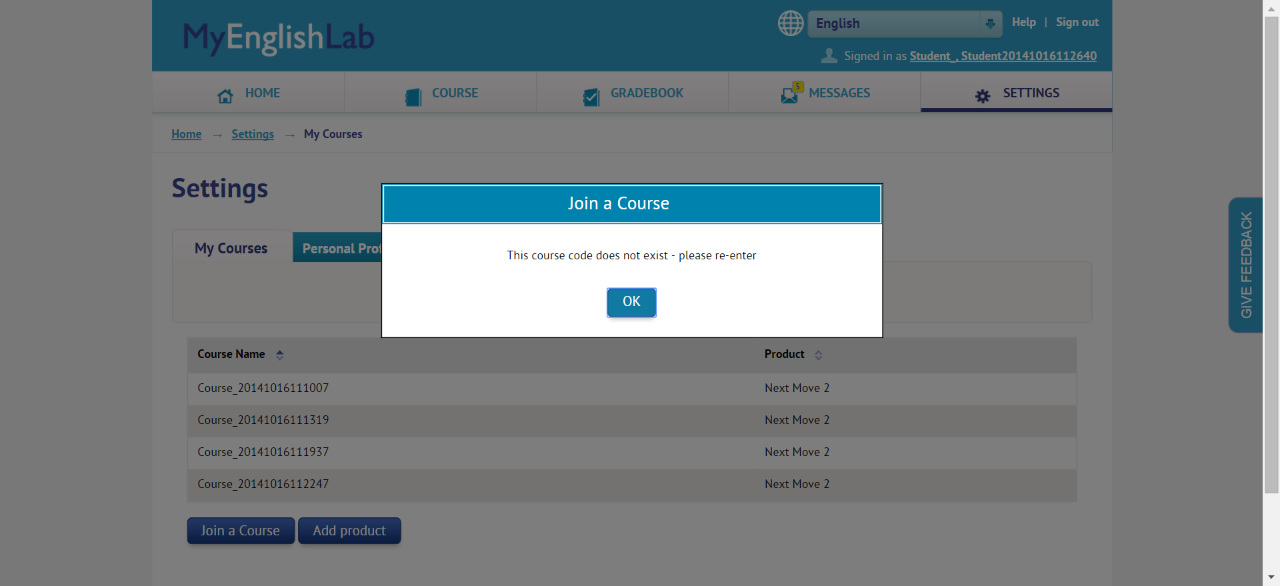 MyEnglishLab
English
Help | Sign out
Signed in as Student_, Student20141016112640
HOME
COURSE
GRADEBOOK
5
MESSAGES
SETTINGS
Home → Settings → My Courses
Settings
My Courses
Personal Prof
Join a Course
This course code does not exist - please re-enter
OK
GIVE FEEDBACK
Course Name Product
Course_20141016111007 Next Move 2
Course_20141016111319 Next Move 2
Course_20141016111937 Next Move 2
Course_20141016112247 Next Move 2
Join a Course
Add product